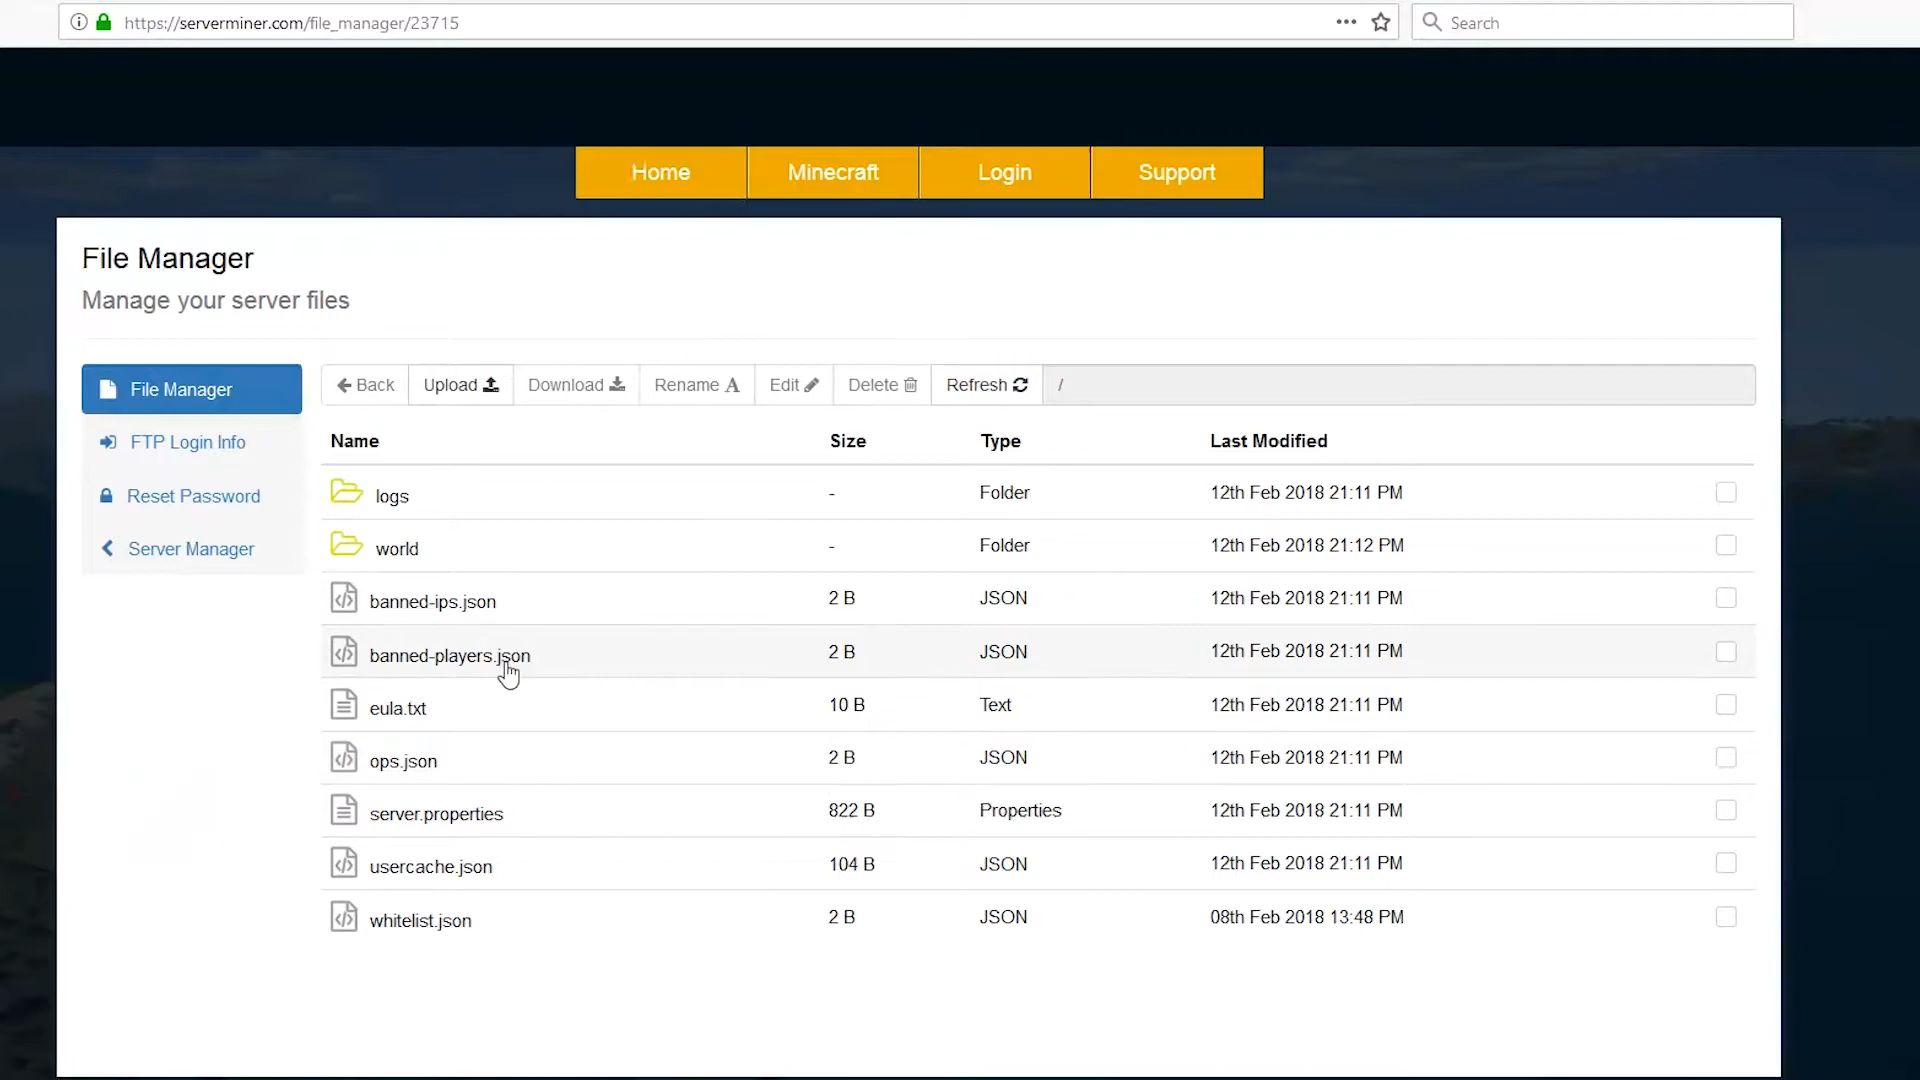 https://serverminer.com/file_manager/23715
Search
Home Minecraft Login Support
File Manager
Manage your server files
File Manager
FTP Login Info
Reset Password
Server Manager
Back Upload Download Rename A Edit Delete Refresh /
Name Size Type Last Modified
logs - Folder 12th Feb 2018 21:11 PM
world - Folder 12th Feb 2018 21:12 PM
banned-ips.json 2 B JSON 12th Feb 2018 21:11 PM
banned-players.json 2 B JSON 12th Feb 2018 21:11 PM
eula.txt 10 B Text 12th Feb 2018 21:11 PM
ops.json 2 B JSON 12th Feb 2018 21:11 PM
server.properties 822 B Properties 12th Feb 2018 21:11 PM
usercache.json 104 B JSON 12th Feb 2018 21:11 PM
whitelist.json 2 B JSON 08th Feb 2018 13:48 PM